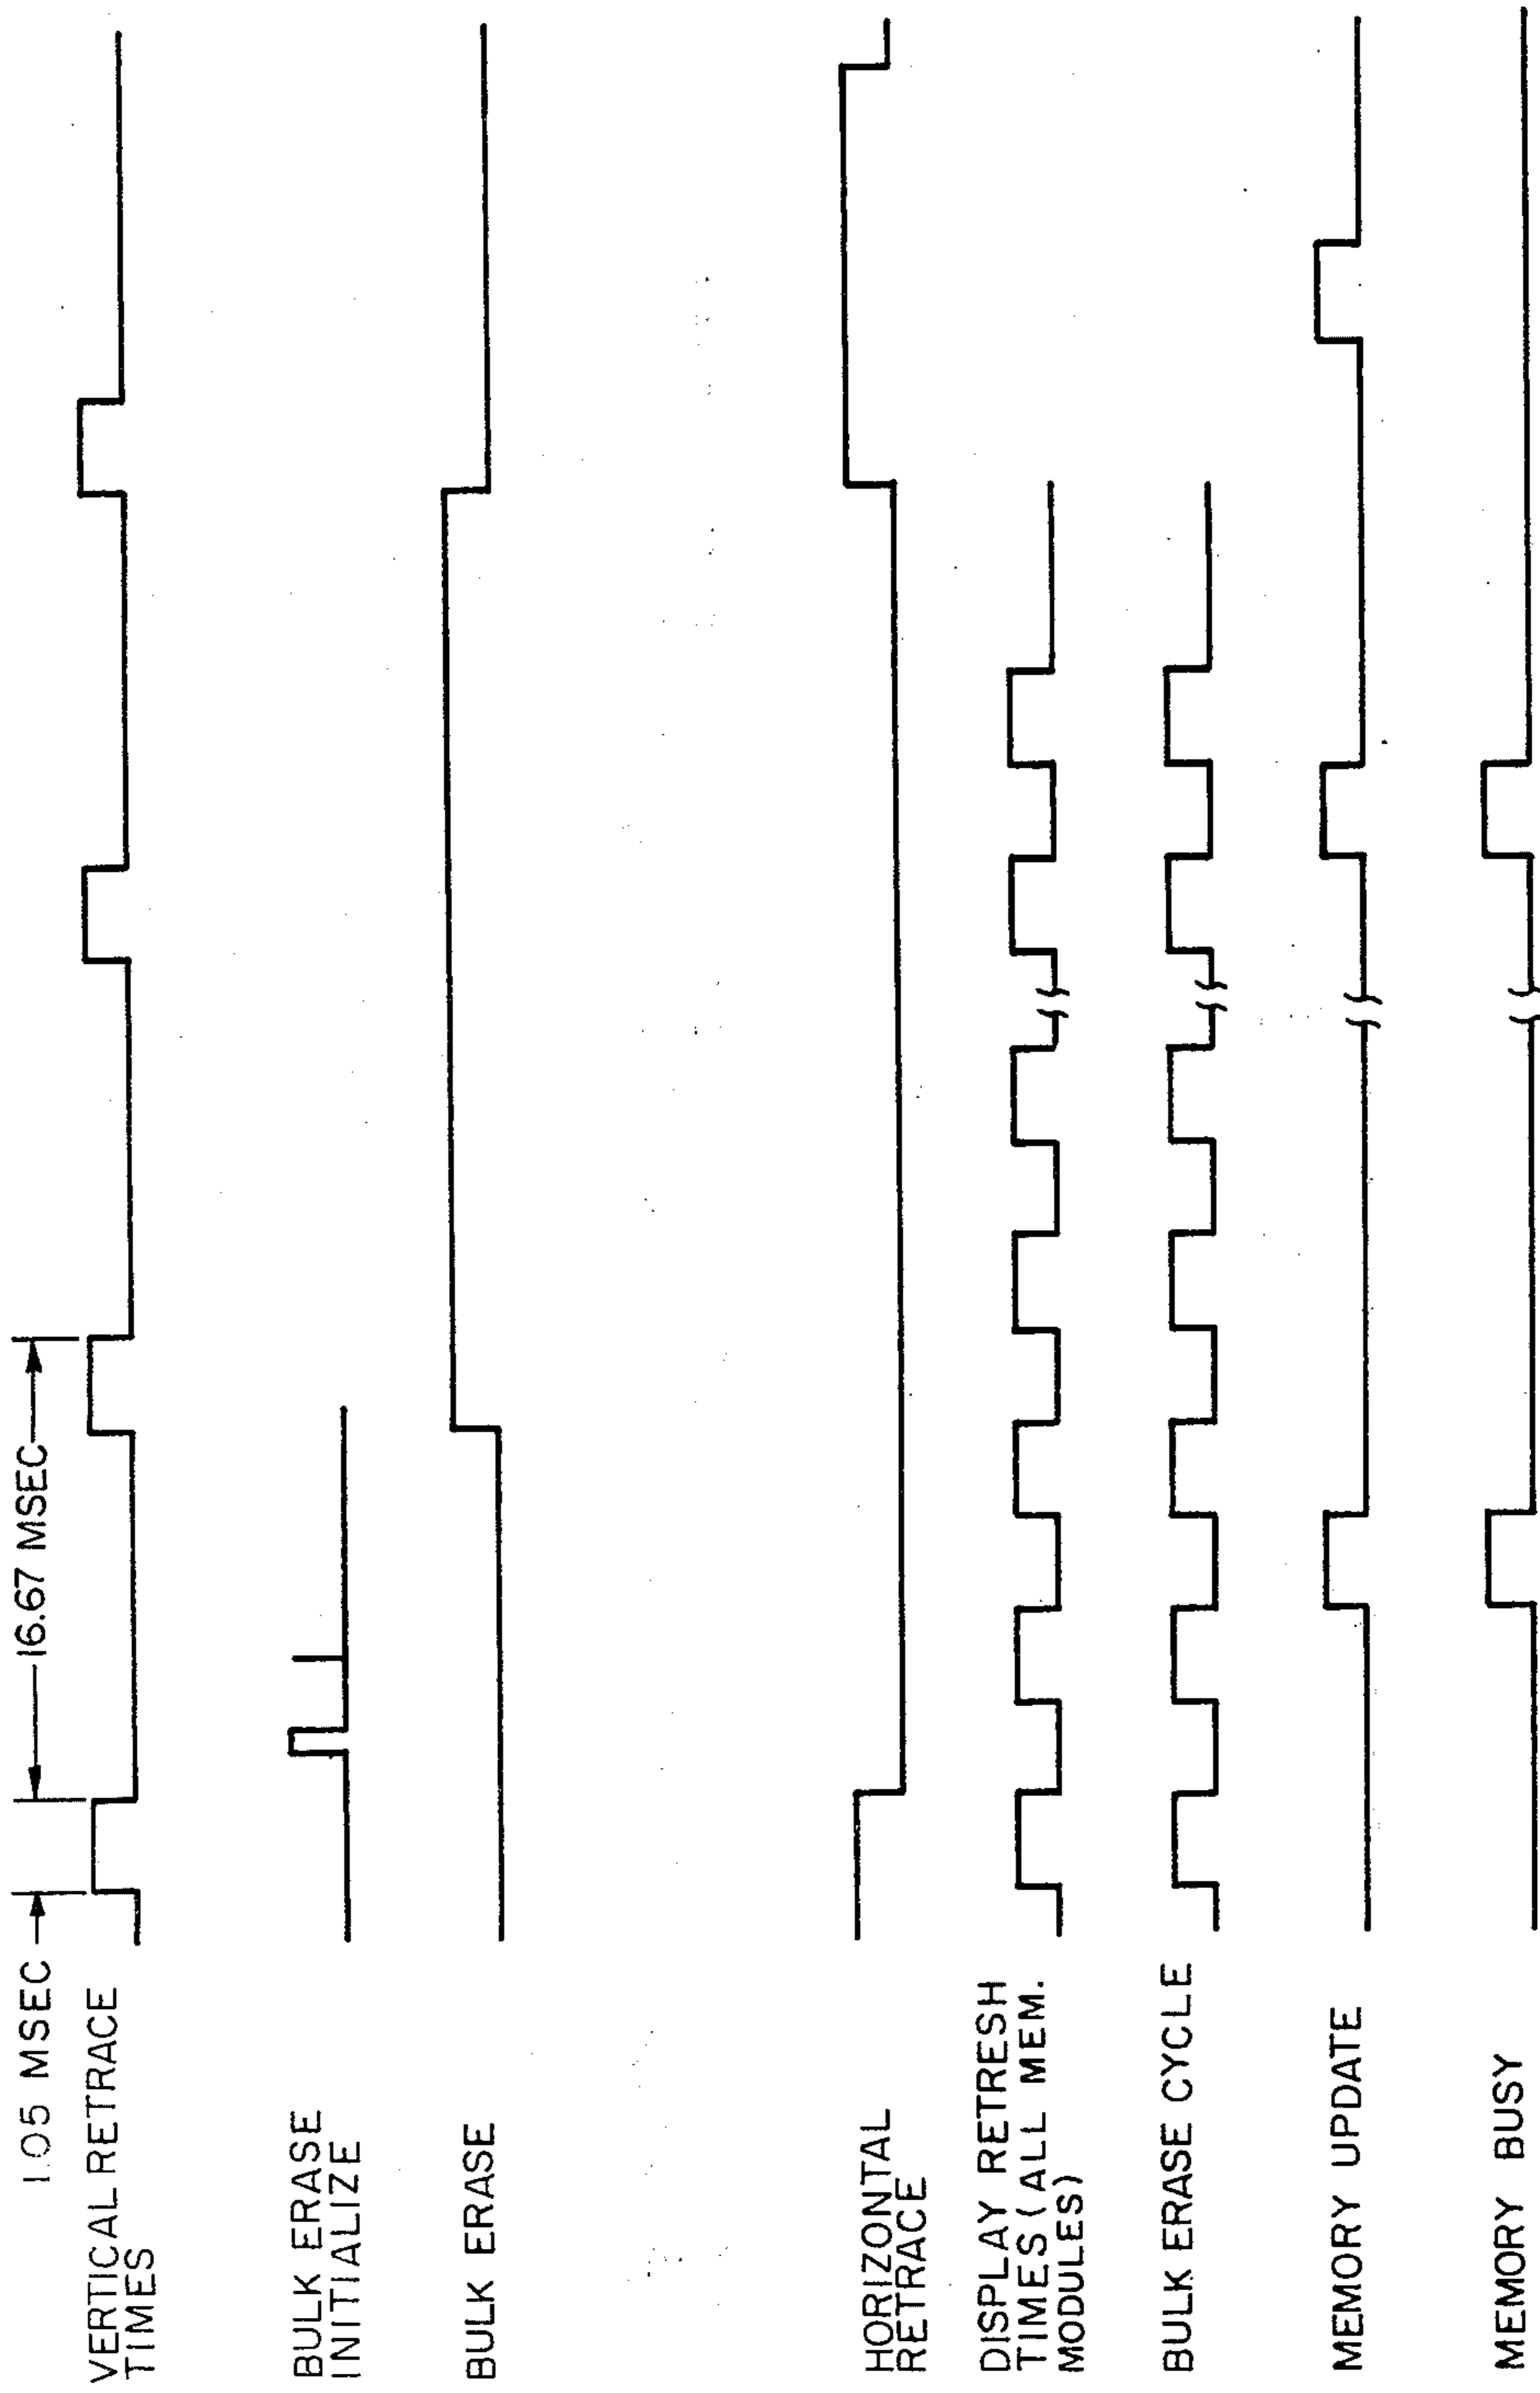 1.05 MSEC
16.67 MSEC
VERTICAL RETRACE
TIMES
BULK ERASE
INITIALIZE
BULK ERASE
HORIZONTAL
RETRACE
DISPLAY RETRESH
TIMES (ALL MEM.
MODULES)
BULK ERASE CYCLE
MEMORY UPDATE
MEMORY BUSY